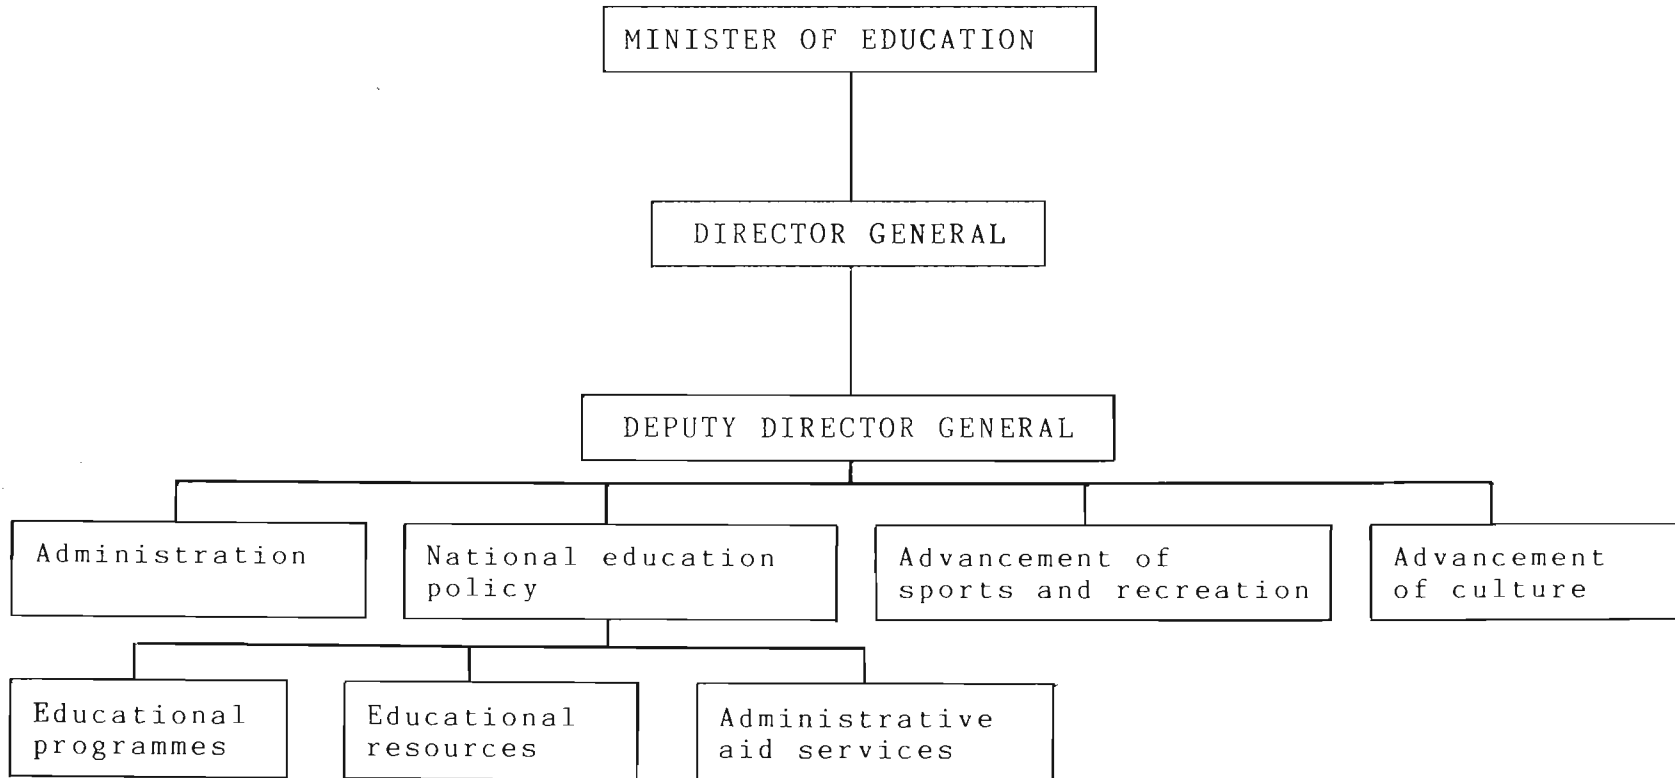 MINISTER OF EDUCATION
DIRECTOR GENERAL
DEPUTY DIRECTOR GENERAL
Administration
National education
policy
Advancement of
sports and recreation
Advancement
of culture
Educational
programmes
Educational
resources
Administrative
aid services